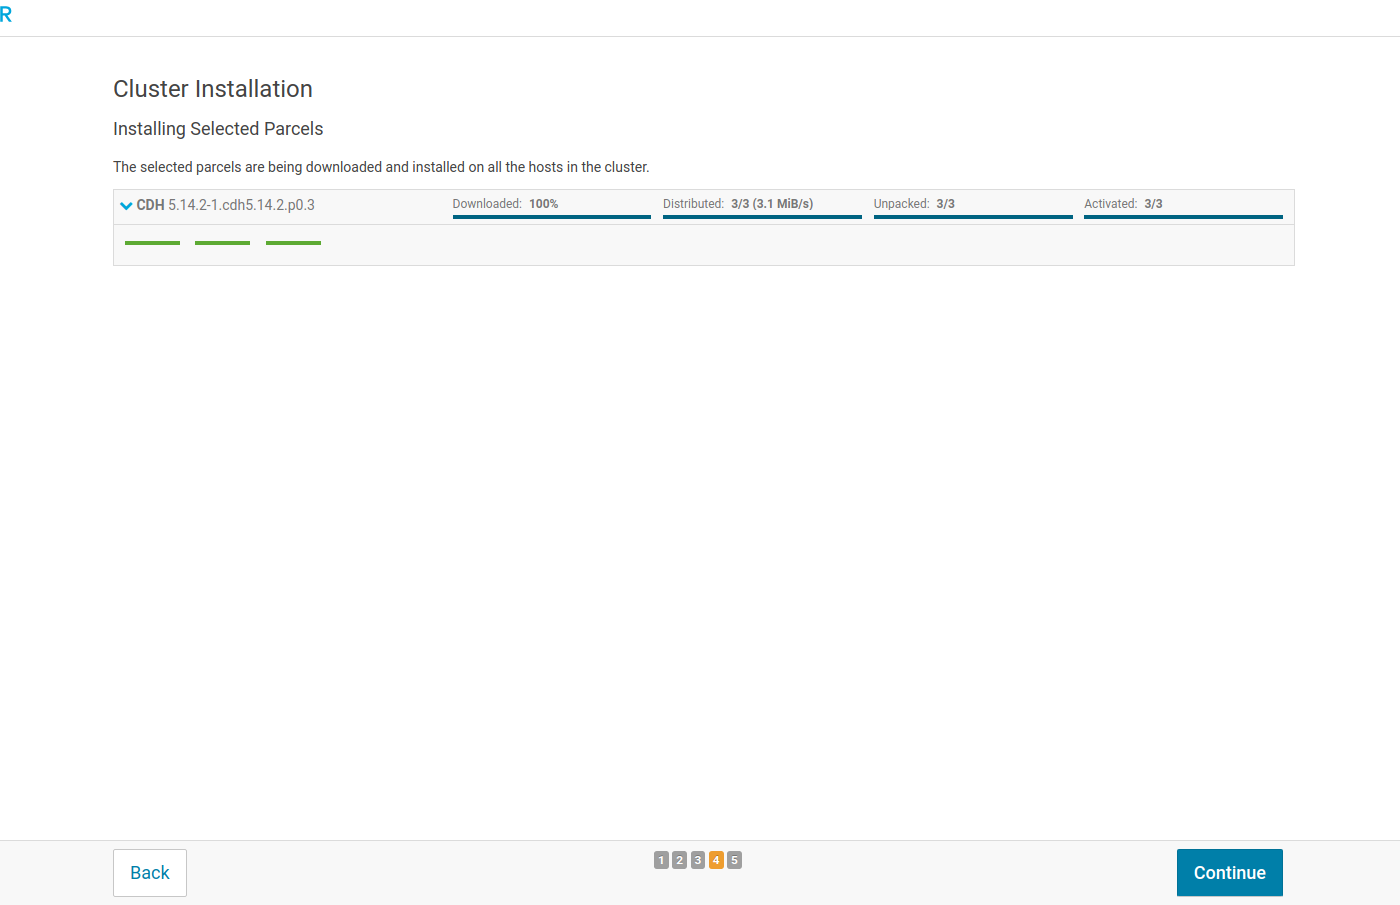 R
Cluster Installation
Installing Selected Parcels
The selected parcels are being downloaded and installed on all the hosts in the cluster.
CDH 5.14.2-1.cdh5.14.2.p0.3 Downloaded: 100% Distributed: 3/3 (3.1 MiB/s) Unpacked: 3/3 Activated: 3/3
Back 1 2 3 4 5 Continue